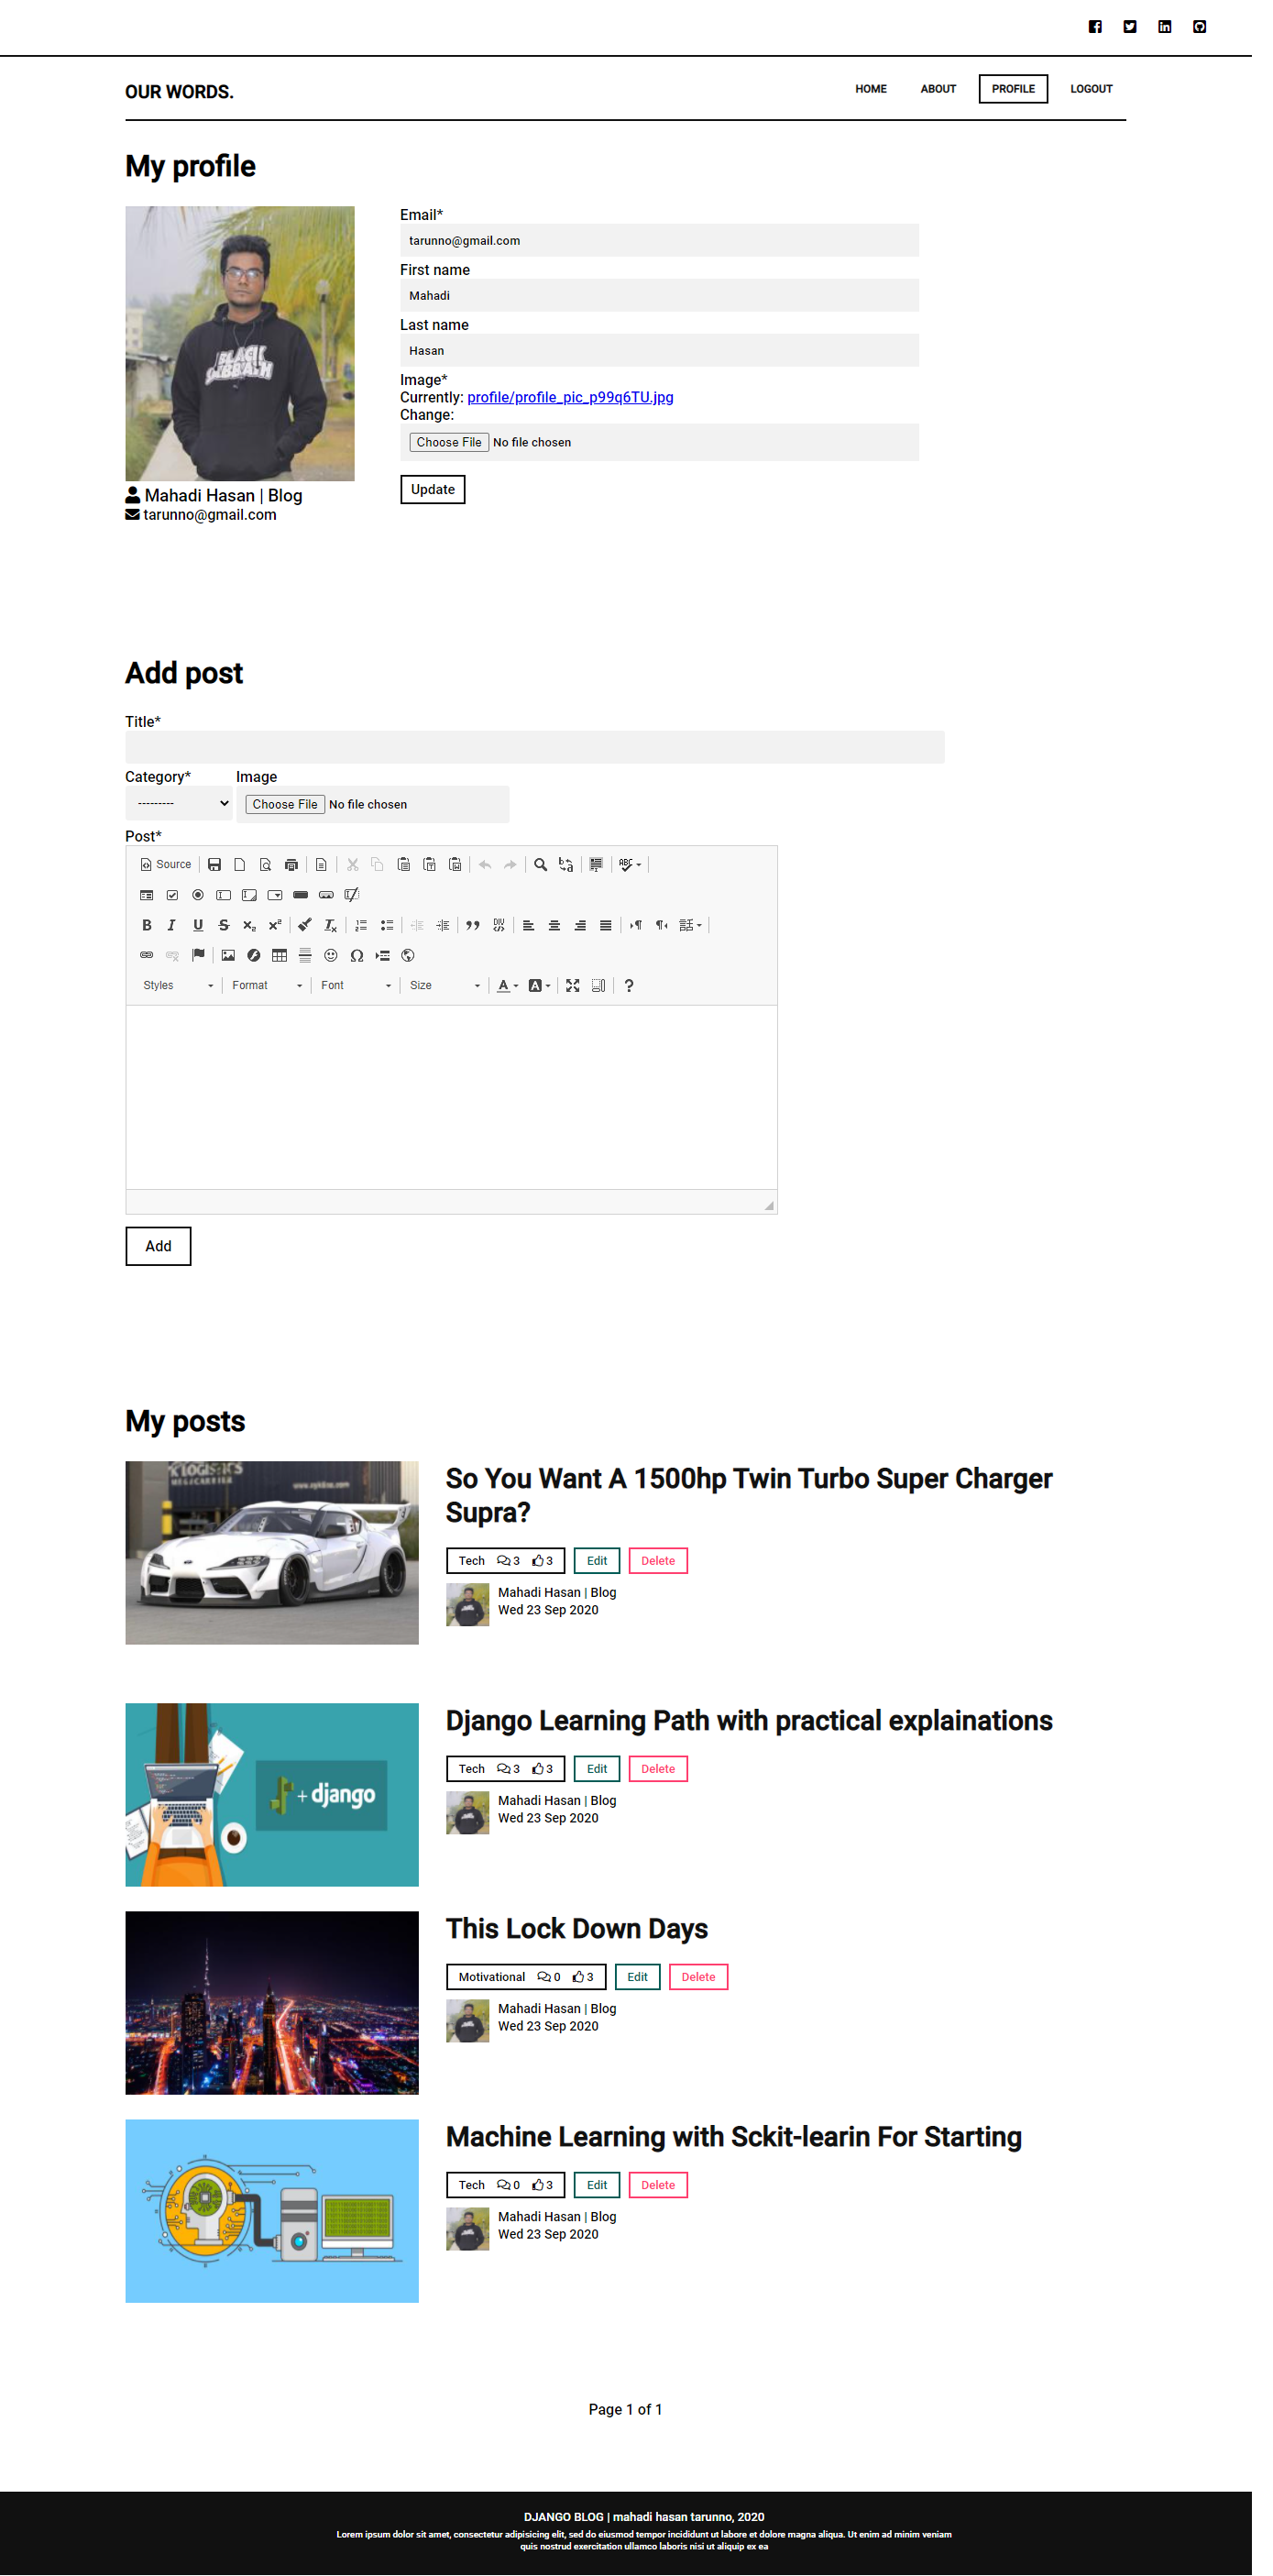 OUR WORDS.
HOME ABOUT PROFILE LOGOUT
My profile
BLACK SABBATH
Mahadi Hasan | Blog
tarunno@gmail.com
Email*
tarunno@gmail.com
First name
Mahadi
Last name
Hasan
Image*
Currently: profile/profile_pic_p99q6TU.jpg
Change:
Choose File No file chosen
Update
Add post
Title*
Category* Image
--------- Choose File No file chosen
Post*
Source
Styles Format Font Size
Add
My posts
So You Want A 1500hp Twin Turbo Super Charger
Supra?
Tech 3 3 Edit Delete
Mahadi Hasan | Blog
Wed 23 Sep 2020
+ django
Django Learning Path with practical explainations
Tech 3 3 Edit Delete
Mahadi Hasan | Blog
Wed 23 Sep 2020
This Lock Down Days
Motivational 0 3 Edit Delete
Mahadi Hasan | Blog
Wed 23 Sep 2020
Machine Learning with Sckit-learin For Starting
Tech 0 3 Edit Delete
Mahadi Hasan | Blog
Wed 23 Sep 2020
Page 1 of 1
DJANGO BLOG | mahadi hasan tarunno, 2020
Lorem ipsum dolor sit amet, consectetur adipisicing elit, sed do eiusmod tempor incididunt ut labore et dolore magna aliqua. Ut enim ad minim veniam
quis nostrud exercitation ullamco laboris nisi ut aliquip ex ea